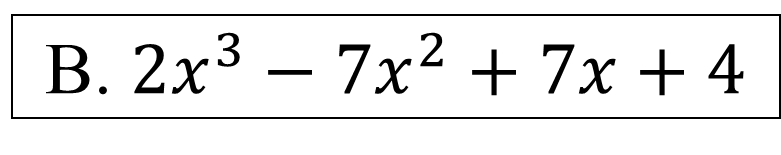 B. 2x³ − 7x² + 7x + 4